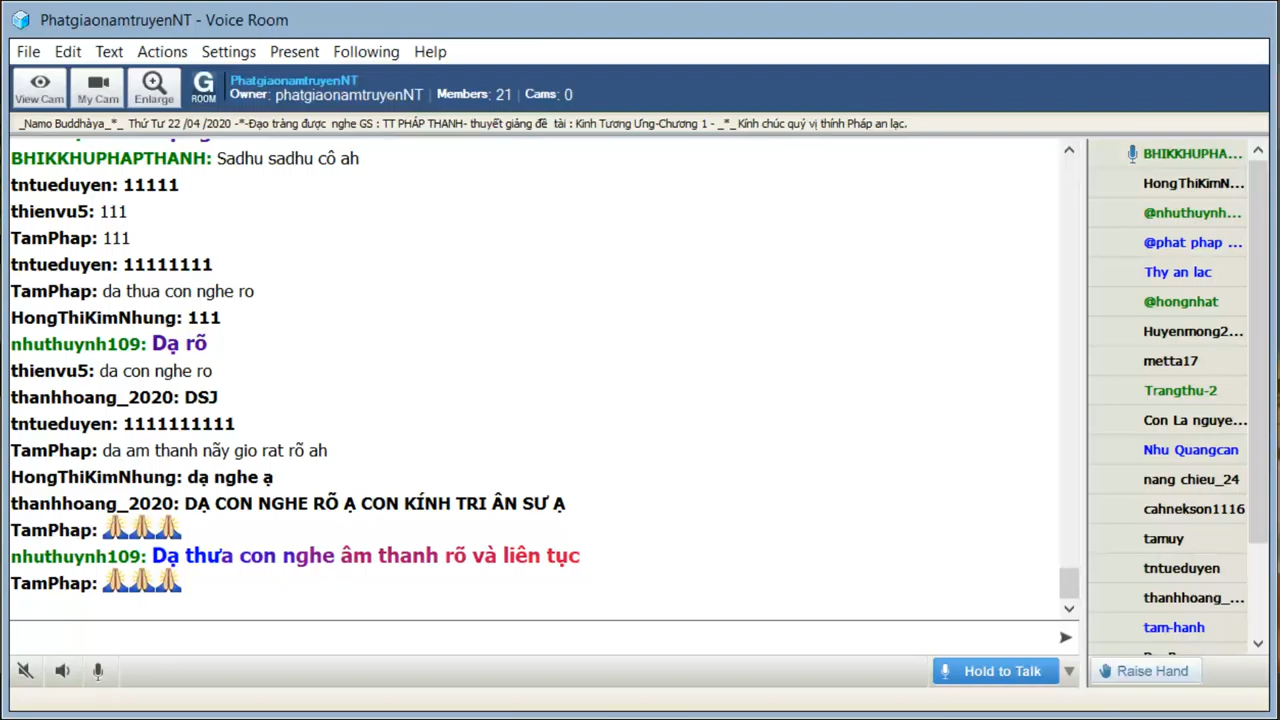 PhatgiaonamtruyenNT - Voice Room
File Edit Text Actions Settings Present Following Help
View Cam My Cam Enlarge G ROOM
PhatgiaonamtruyenNT
Owner: phatgiaonamtruyenNT Members: 21 Cams: 0
_Namo Buddhàya_*_ Thứ Tư 22 /04 /2020 -*-Đạo tràng được nghe GS : TT PHÁP THANH- thuyết giảng đề tài : Kinh Tương Ưng-Chương 1 - _*_ Kính chúc quý vị thính Pháp an lạc.
BHIKKHUPHAPTHANH: Sadhu sadhu cô ah
tntueduyen: 11111
thienvu5: 111
TamPhap: 111
tntueduyen: 11111111
TamPhap: da thua con nghe ro
HongThiKimNhung: 111
nhuthuynh109: Dạ rõ
thienvu5: da con nghe ro
thanhhoang_2020: DSJ
tntueduyen: 1111111111
TamPhap: da am thanh nãy gio rat rõ ah
HongThiKimNhung: dạ nghe ạ
thanhhoang_2020: DẠ CON NGHE RÕ Ạ CON KÍNH TRI ÂN SƯ Ạ
TamPhap: 🙏🙏🙏
nhuthuynh109: Dạ thưa con nghe âm thanh rõ và liên tục
TamPhap: 🙏🙏🙏
BHIKKHUPHA...
HongThiKimN...
@nhuthuynh...
@phat phap ...
Thy an lac
@hongnhat
Huyenmong2...
metta17
Trangthu-2
Con La nguye...
Nhu Quangcan
nang chieu_24
cahnekson1116
tamuy
tntueduyen
thanhhoang_...
tam-hanh
Hold to Talk
Raise Hand